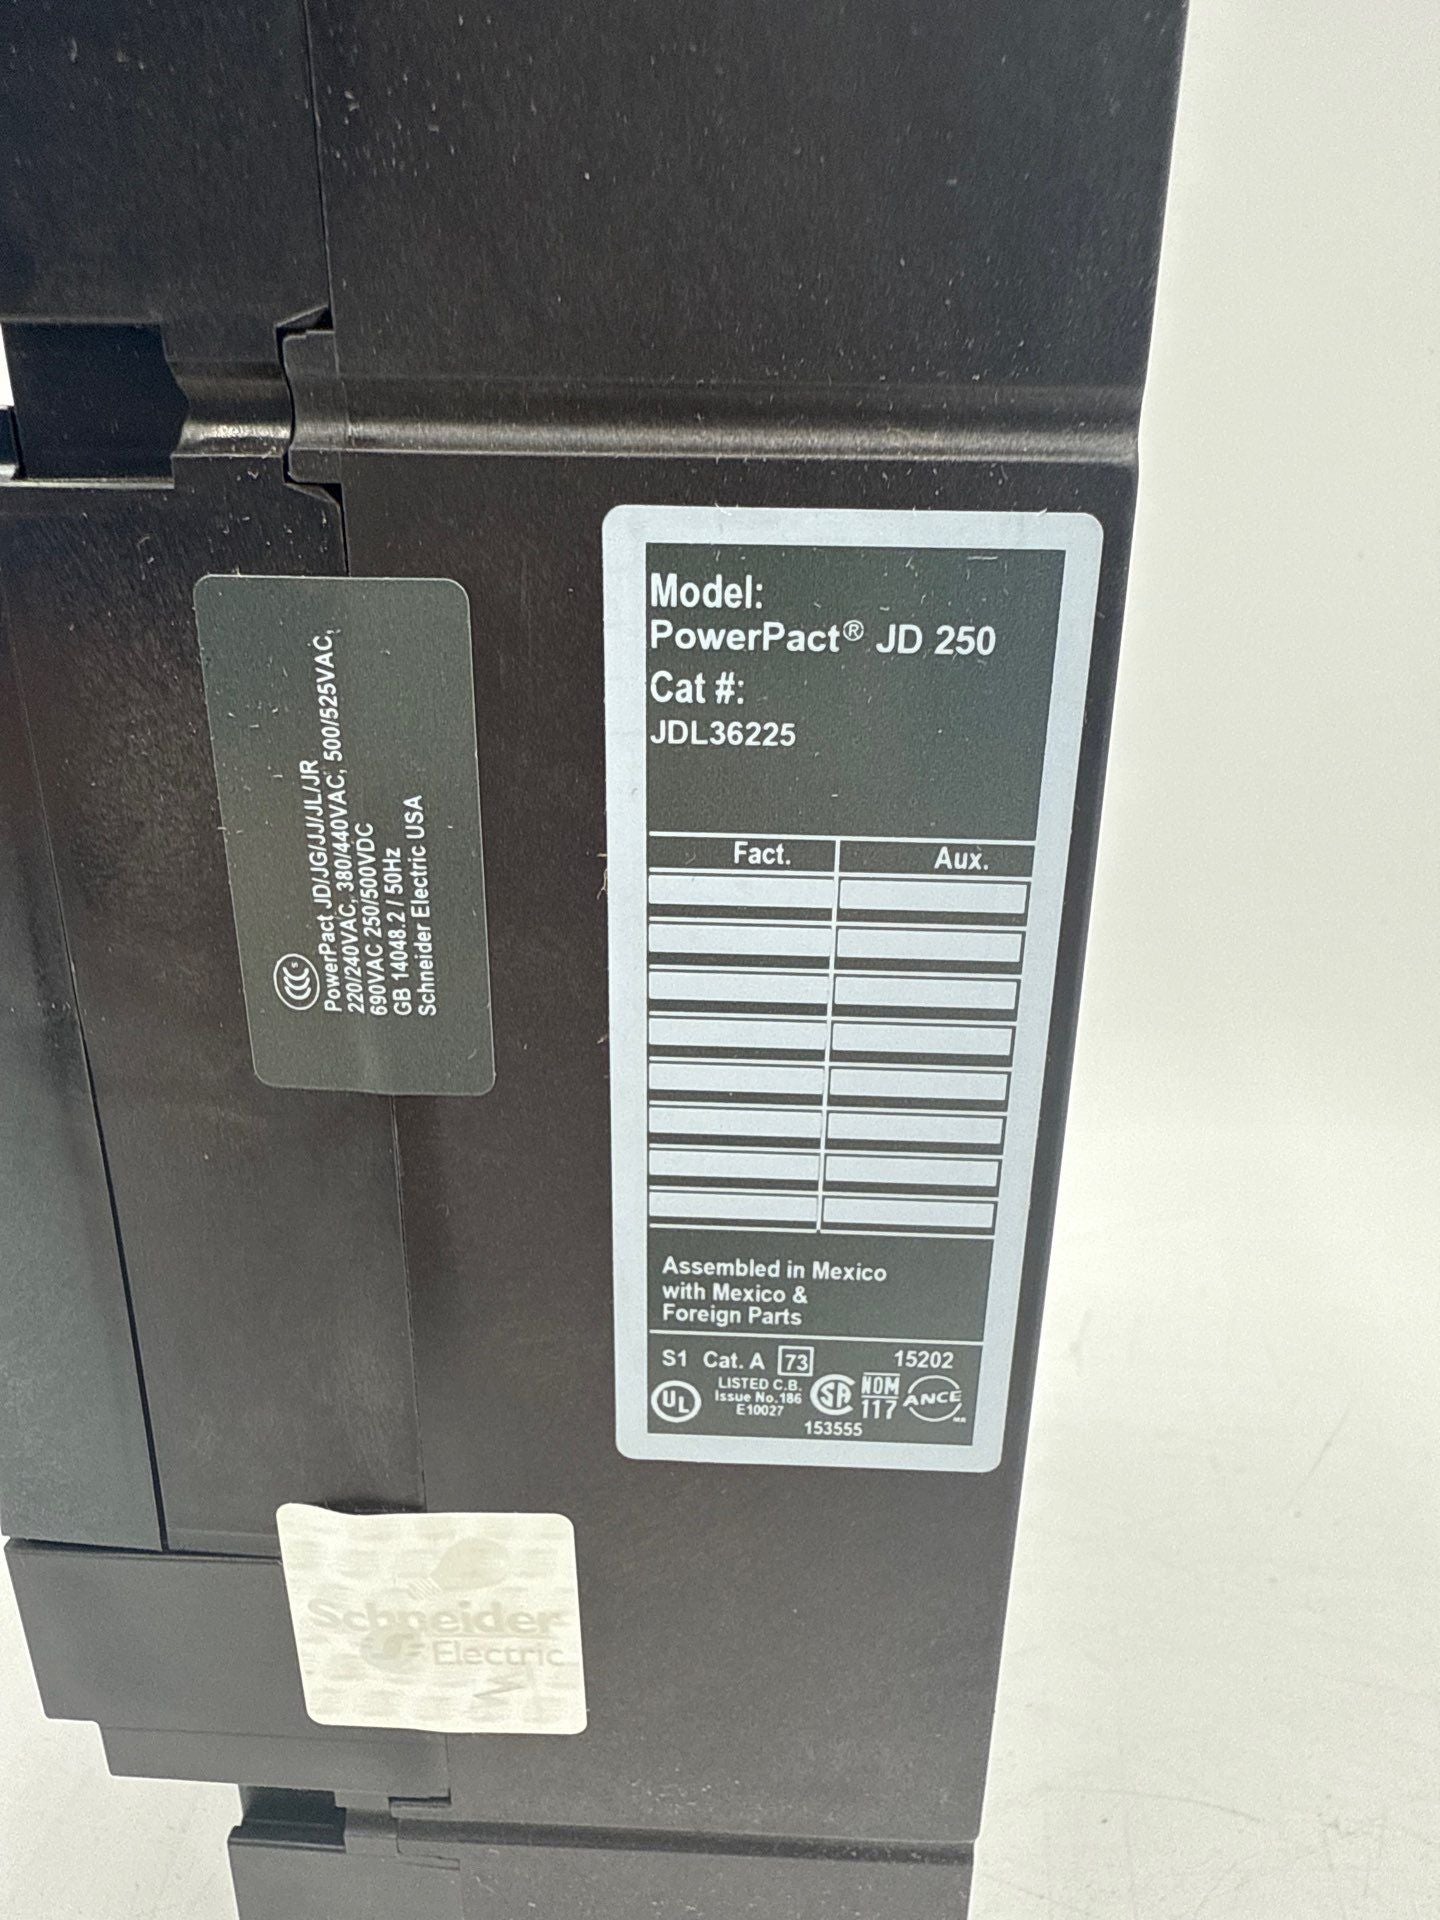 PowerPact JD/JG/JJ/JL/JR
220/240VAC, 380/440VAC, 500/525VAC,
690VAC 250/500VDC
GB 14048.2 / 50Hz
Schneider Electric USA
Model:
PowerPact® JD 250
Cat #:
JDL36225
Fact. Aux.
Assembled in Mexico
with Mexico &
Foreign Parts
S1 Cat. A 73 15202
UL LISTED C.B.
Issue No.186
E10027
SA NOM
117 ANCE
153555
Schneider
Electric